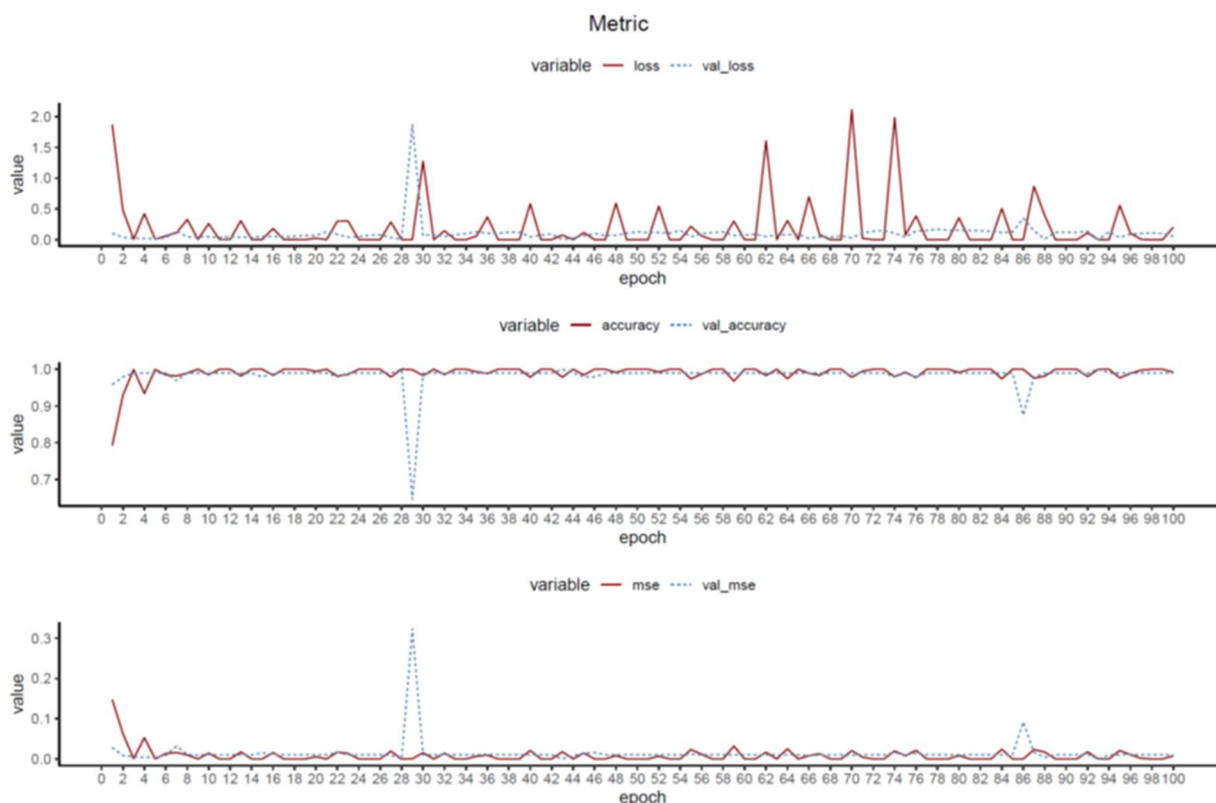 Metric
variable loss val_loss
2.0
1.5
1.0
0.5
0.0
value
0 2 4 6 8 10 12 14 16 18 20 22 24 26 28 30 32 34 36 38 40 42 44 46 48 50 52 54 56 58 60 62 64 66 68 70 72 74 76 78 80 82 84 86 88 90 92 94 96 98 100
epoch
variable accuracy val_accuracy
1.0
0.9
0.8
0.7
value
0 2 4 6 8 10 12 14 16 18 20 22 24 26 28 30 32 34 36 38 40 42 44 46 48 50 52 54 56 58 60 62 64 66 68 70 72 74 76 78 80 82 84 86 88 90 92 94 96 98 100
epoch
variable mse val_mse
0.3
0.2
0.1
0.0
value
0 2 4 6 8 10 12 14 16 18 20 22 24 26 28 30 32 34 36 38 40 42 44 46 48 50 52 54 56 58 60 62 64 66 68 70 72 74 76 78 80 82 84 86 88 90 92 94 96 98 100
epoch